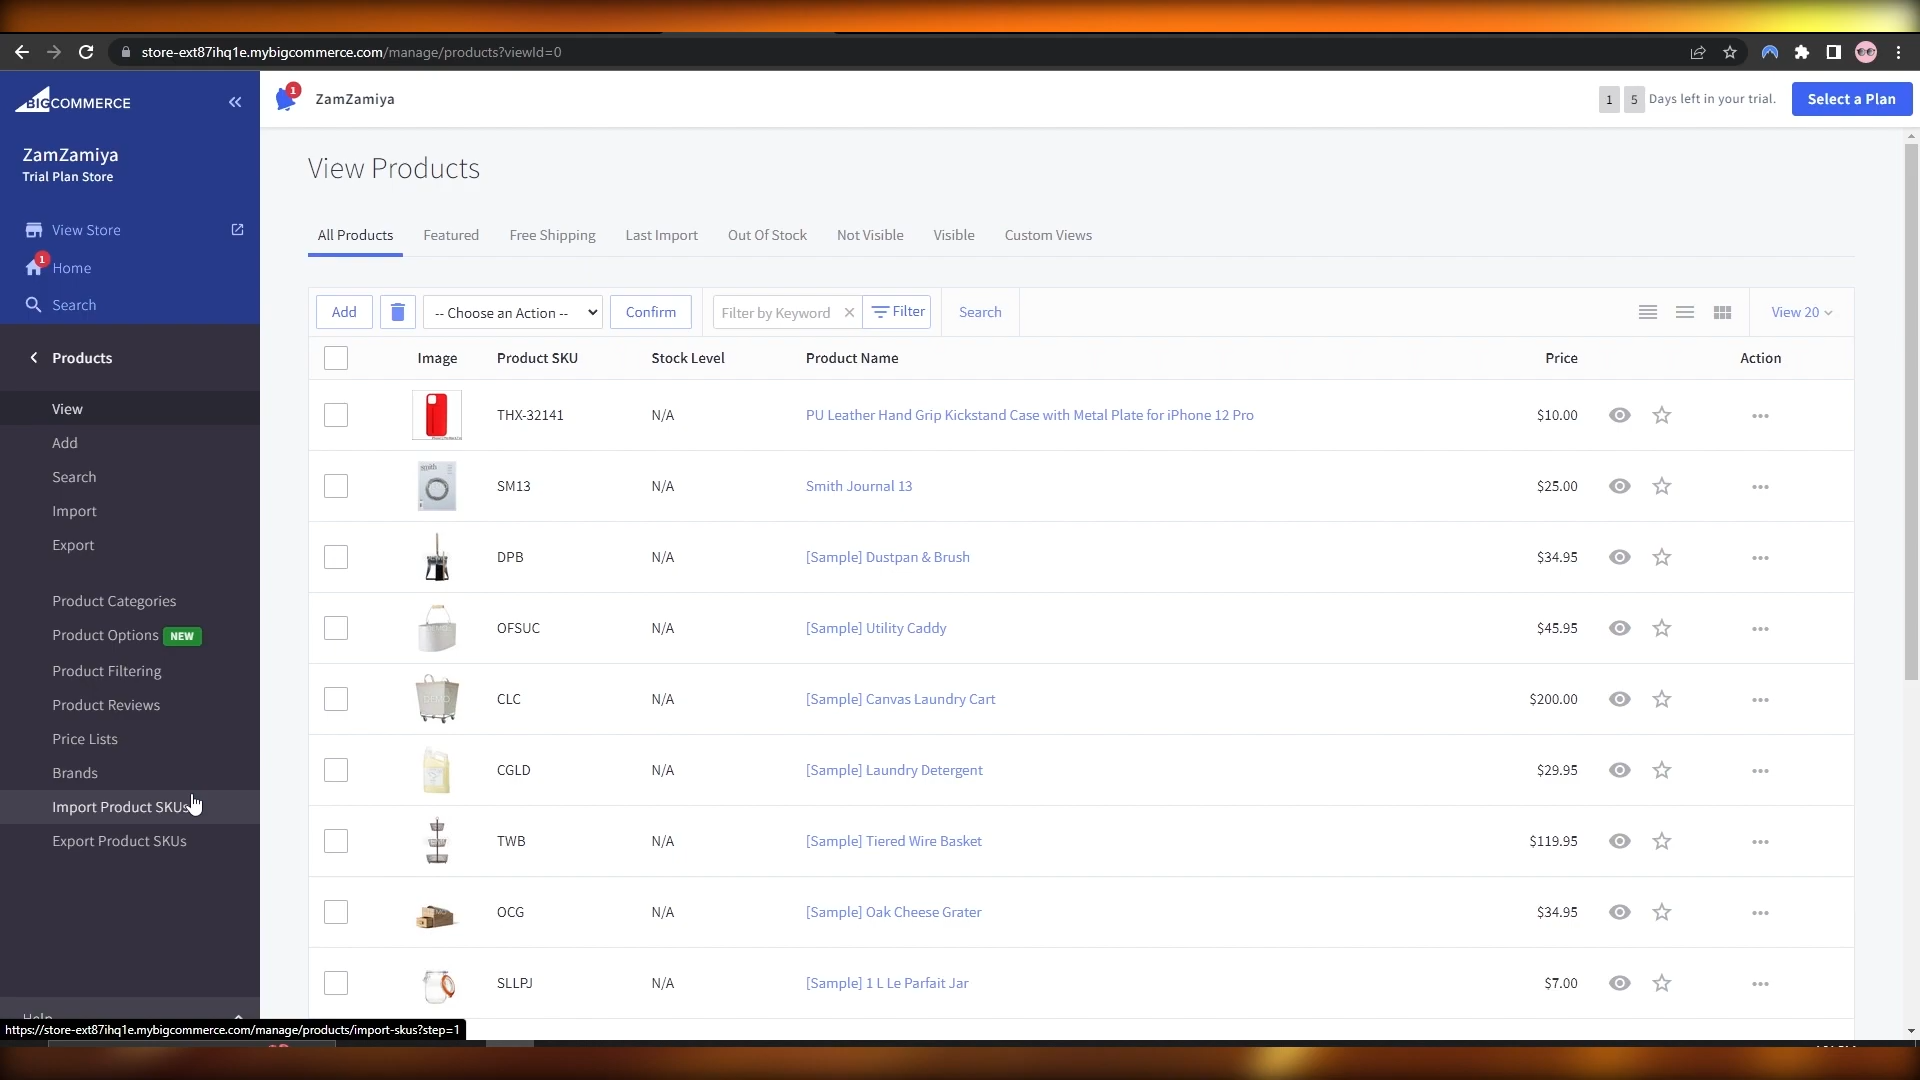 store-ext87ihq1e.mybigcommerce.com/manage/products?viewId=0
BIGCOMMERCE
1
ZamZamiya
1 5 Days left in your trial.
Select a Plan
ZamZamiya
Trial Plan Store
View Store
1
Home
Search
Products
View
Add
Search
Import
Export
Product Categories
Product Options NEW
Product Filtering
Product Reviews
Price Lists
Brands
Import Product SKUs
Export Product SKUs
Help
https://store-ext87ihq1e.mybigcommerce.com/manage/products/import-skus?step=1
View Products
All Products Featured Free Shipping Last Import Out Of Stock Not Visible Visible Custom Views
Add -- Choose an Action -- Confirm Filter by Keyword Filter Search View 20
Image Product SKU Stock Level Product Name Price Action
THX-32141 N/A PU Leather Hand Grip Kickstand Case with Metal Plate for iPhone 12 Pro $10.00
SM13 N/A Smith Journal 13 $25.00
DPB N/A [Sample] Dustpan & Brush $34.95
OFSUC N/A [Sample] Utility Caddy $45.95
CLC N/A [Sample] Canvas Laundry Cart $200.00
CGLD N/A [Sample] Laundry Detergent $29.95
TWB N/A [Sample] Tiered Wire Basket $119.95
OCG N/A [Sample] Oak Cheese Grater $34.95
SLLPJ N/A [Sample] 1 L Le Parfait Jar $7.00